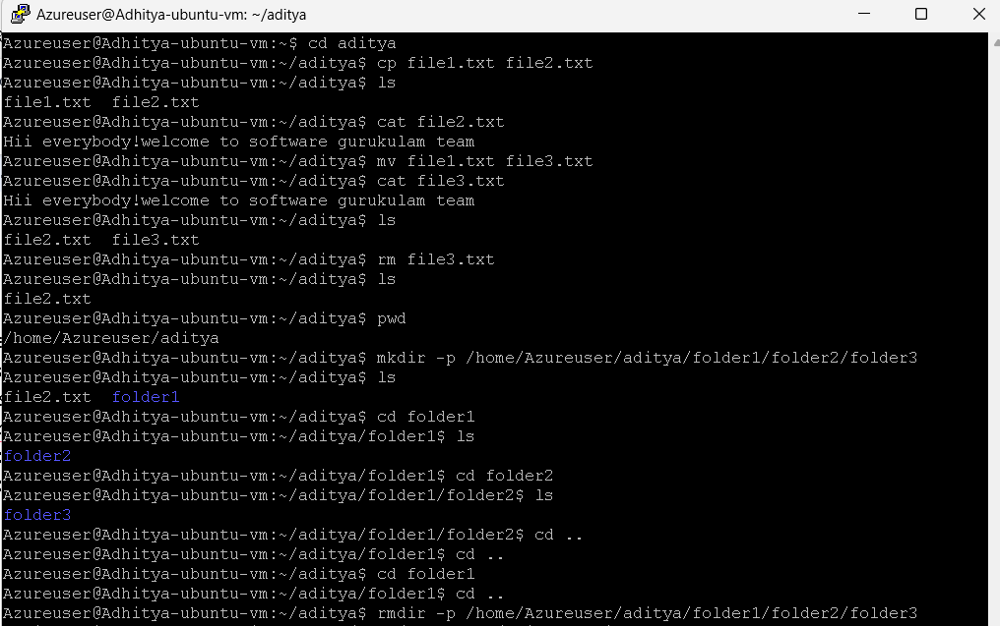 Azureuser@Adhitya-ubuntu-vm: ~/aditya
Azureuser@Adhitya-ubuntu-vm:~$ cd aditya
Azureuser@Adhitya-ubuntu-vm:~/aditya$ cp file1.txt file2.txt
Azureuser@Adhitya-ubuntu-vm:~/aditya$ ls
file1.txt  file2.txt
Azureuser@Adhitya-ubuntu-vm:~/aditya$ cat file2.txt
Hii everybody!welcome to software gurukulam team
Azureuser@Adhitya-ubuntu-vm:~/aditya$ mv file1.txt file3.txt
Azureuser@Adhitya-ubuntu-vm:~/aditya$ cat file3.txt
Hii everybody!welcome to software gurukulam team
Azureuser@Adhitya-ubuntu-vm:~/aditya$ ls
file2.txt  file3.txt
Azureuser@Adhitya-ubuntu-vm:~/aditya$ rm file3.txt
Azureuser@Adhitya-ubuntu-vm:~/aditya$ ls
file2.txt
Azureuser@Adhitya-ubuntu-vm:~/aditya$ pwd
/home/Azureuser/aditya
Azureuser@Adhitya-ubuntu-vm:~/aditya$ mkdir -p /home/Azureuser/aditya/folder1/folder2/folder3
Azureuser@Adhitya-ubuntu-vm:~/aditya$ ls
file2.txt  folder1
Azureuser@Adhitya-ubuntu-vm:~/aditya$ cd folder1
Azureuser@Adhitya-ubuntu-vm:~/aditya/folder1$ ls
folder2
Azureuser@Adhitya-ubuntu-vm:~/aditya/folder1$ cd folder2
Azureuser@Adhitya-ubuntu-vm:~/aditya/folder1/folder2$ ls
folder3
Azureuser@Adhitya-ubuntu-vm:~/aditya/folder1/folder2$ cd ..
Azureuser@Adhitya-ubuntu-vm:~/aditya/folder1$ cd ..
Azureuser@Adhitya-ubuntu-vm:~/aditya$ cd folder1
Azureuser@Adhitya-ubuntu-vm:~/aditya/folder1$ cd ..
Azureuser@Adhitya-ubuntu-vm:~/aditya$ rmdir -p /home/Azureuser/aditya/folder1/folder2/folder3